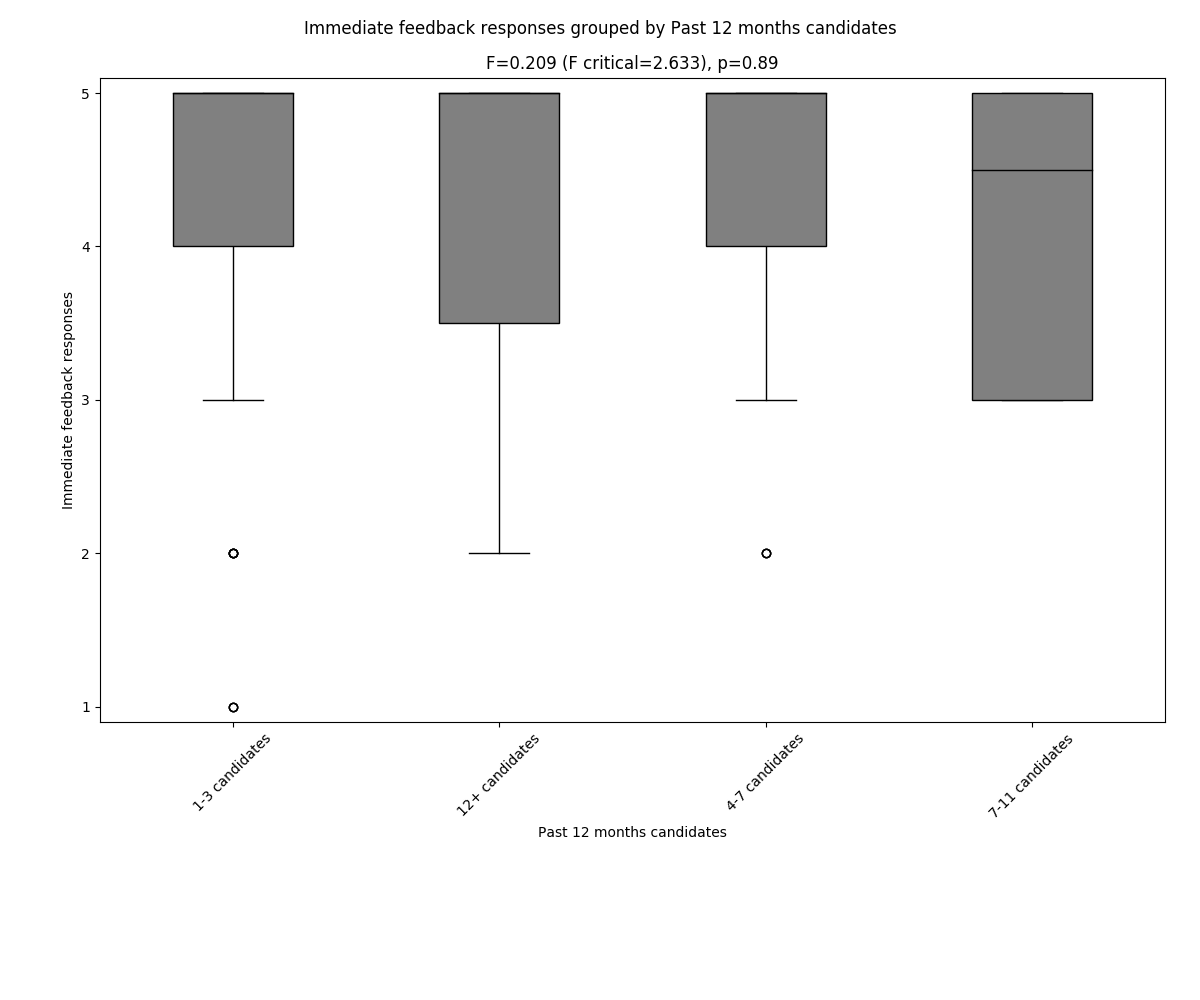 Immediate feedback responses grouped by Past 12 months candidates
F=0.209 (F critical=2.633), p=0.89
5
4
3
2
1
Immediate feedback responses
1-3 candidates
12+ candidates
4-7 candidates
7-11 candidates
Past 12 months candidates